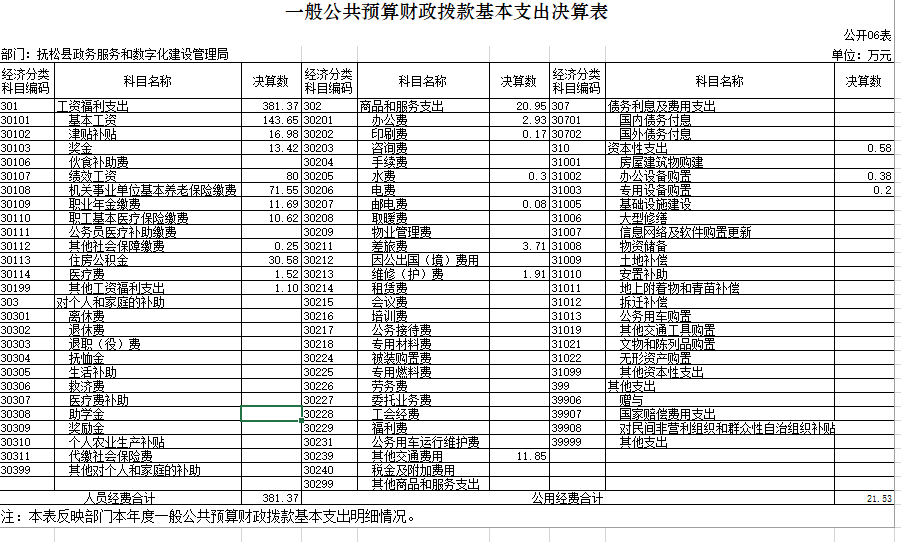 一般公共预算财政拨款基本支出决算表
公开06表
部门：抚松县政务服务和数字化建设管理局 单位：万元
经济分类科目编码 科目名称 决算数 经济分类科目编码 科目名称 决算数 经济分类科目编码 科目名称 决算数
301 工资福利支出 381.37 302 商品和服务支出 20.95 307 债务利息及费用支出
30101 基本工资 143.65 30201 办公费 2.93 30701 国内债务付息
30102 津贴补贴 16.98 30202 印刷费 0.17 30702 国外债务付息
30103 奖金 13.42 30203 咨询费 310 资本性支出 0.58
30106 伙食补助费 30204 手续费 31001 房屋建筑物购建
30107 绩效工资 80 30205 水费 0.3 31002 办公设备购置 0.38
30108 机关事业单位基本养老保险缴费 71.55 30206 电费 31003 专用设备购置 0.2
30109 职业年金缴费 11.69 30207 邮电费 0.08 31005 基础设施建设
30110 职工基本医疗保险缴费 10.62 30208 取暖费 31006 大型修缮
30111 公务员医疗补助缴费 30209 物业管理费 31007 信息网络及软件购置更新
30112 其他社会保障缴费 0.25 30211 差旅费 3.71 31008 物资储备
30113 住房公积金 30.58 30212 因公出国（境）费用 31009 土地补偿
30114 医疗费 1.52 30213 维修（护）费 1.91 31010 安置补助
30199 其他工资福利支出 1.10 30214 租赁费 31011 地上附着物和青苗补偿
303 对个人和家庭的补助 30215 会议费 31012 拆迁补偿
30301 离休费 30216 培训费 31013 公务用车购置
30302 退休费 30217 公务接待费 31019 其他交通工具购置
30303 退职（役）费 30218 专用材料费 31021 文物和陈列品购置
30304 抚恤金 30224 被装购置费 31022 无形资产购置
30305 生活补助 30225 专用燃料费 31099 其他资本性支出
30306 救济费 30226 劳务费 399 其他支出
30307 医疗费补助 30227 委托业务费 39906 赠与
30308 助学金 30228 工会经费 39907 国家赔偿费用支出
30309 奖励金 30229 福利费 39908 对民间非营利组织和群众性自治组织补贴
30310 个人农业生产补贴 30231 公务用车运行维护费 39999 其他支出
30311 代缴社会保险费 30239 其他交通费用 11.85
30399 其他对个人和家庭的补助 30240 税金及附加费用
30299 其他商品和服务支出
人员经费合计 381.37 公用经费合计 21.53
注：本表反映部门本年度一般公共预算财政拨款基本支出明细情况。